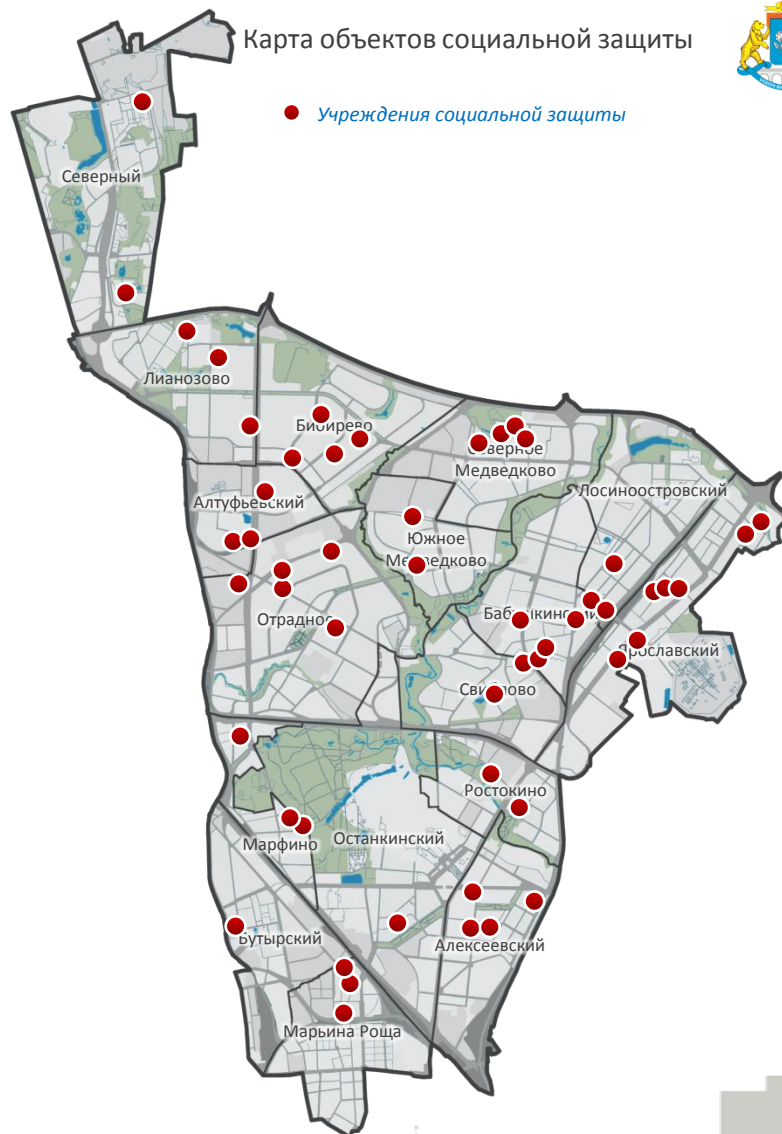 Карта объектов социальной защиты
Учреждения социальной защиты
Северный
Лианозово
Бибирево
Северное
Медведково
Лосиноостровский
Алтуфьевский
Южное
Медведково
Бабушкинский
Отрадное
Ярославский
Свиблово
Ростокино
Останкинский
Марфино
Бутырский
Алексеевский
Марьина Роща